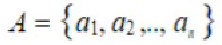 A = {a₁, a₂,.., aₙ}